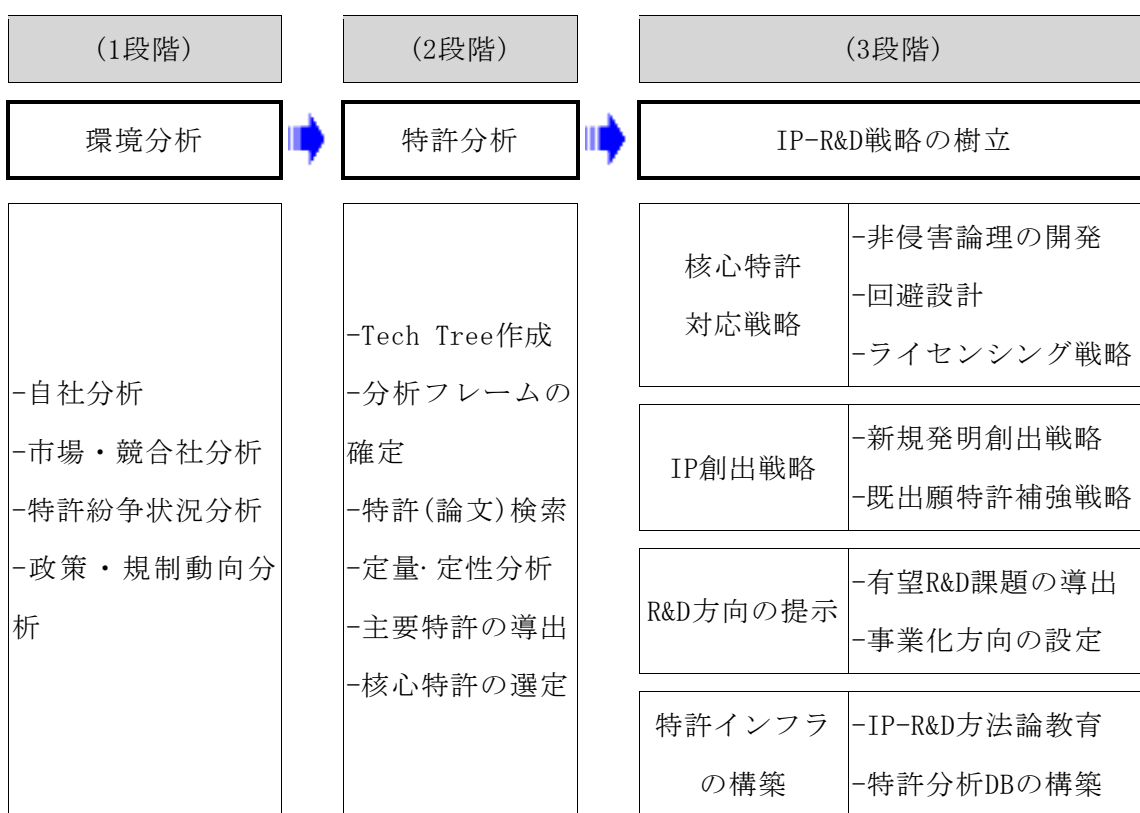 (1段階)
(2段階)
(3段階)
環境分析
特許分析
IP-R&D戦略の樹立
-自社分析
-市場・競合社分析
-特許紛争状況分析
-政策・規制動向分
析
-Tech Tree作成
-分析フレームの
確定
-特許(論文)検索
-定量·定性分析
-主要特許の導出
-核心特許の選定
核心特許
対応戦略
-非侵害論理の開発
-回避設計
-ライセンシング戦略
IP創出戦略
-新規発明創出戦略
-既出願特許補強戦略
R&D方向の提示
-有望R&D課題の導出
-事業化方向の設定
特許インフラ
の構築
-IP-R&D方法論教育
-特許分析DBの構築